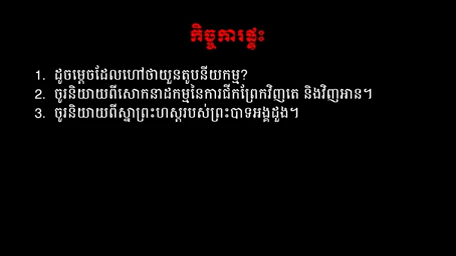 កិច្ចការផ្ទះ
1. ដូចម្តេចដែលហៅថាយួនតូបនីយកម្ម?
2. ចូរនិយាយពីសោកនាដកម្មនៃការជីកព្រែកវិញតេ និងវិញអាន។
3. ចូរនិយាយពីស្នាព្រះហស្តរបស់ព្រះបាទអង្គដួង។